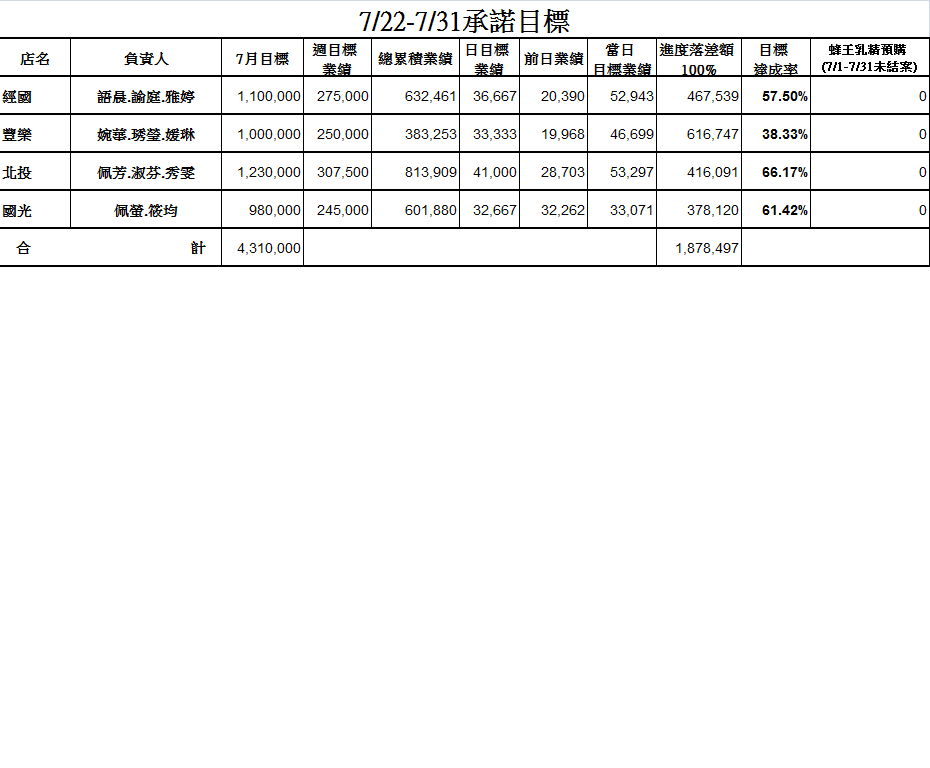 7/22-7/31承諾目標
店名 負責人 7月目標 週目標業績 總累積業績 日目標業績 前日業績 當日目標業績 進度落差額100% 目標達成率 蜂王乳精預購(7/1-7/31未結案)
經國 語晨.諭庭.雅婷 1,100,000 275,000 632,461 36,667 20,390 52,943 467,539 57.50% 0
豐樂 婉華.琇瑩.媛琳 1,000,000 250,000 383,253 33,333 19,968 46,699 616,747 38.33% 0
北投 佩芳.淑芬.秀雯 1,230,000 307,500 813,909 41,000 28,703 53,297 416,091 66.17% 0
國光 佩螢.筱均 980,000 245,000 601,880 32,667 32,262 33,071 378,120 61.42% 0
合 計 4,310,000 1,878,497